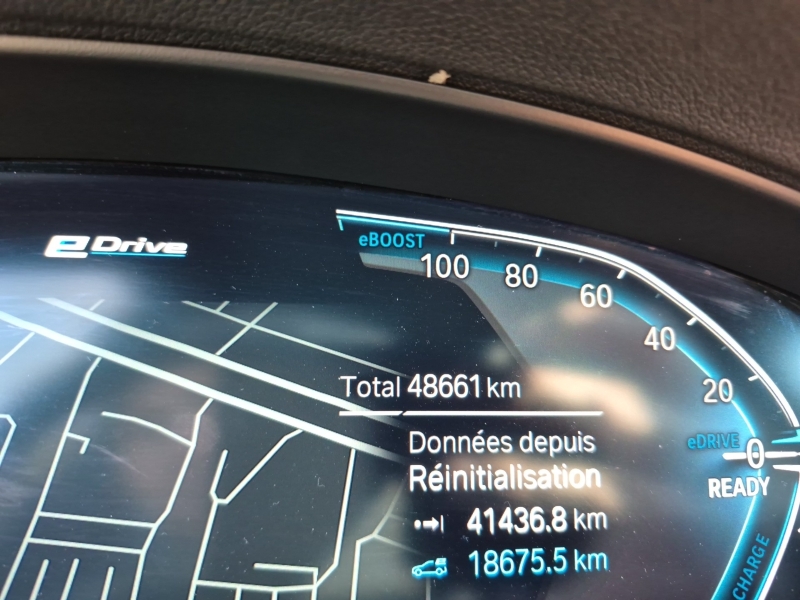 eDrive
eBOOST
100
80
60
40
20
eDRIVE
0
READY
CHARGE
Total 48661 km
Données depuis
Réinitialisation
41436.8 km
18675.5 km